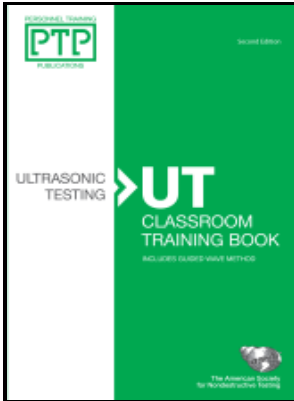 PERSONNEL TRAINING
PTP
PUBLICATIONS
Second Edition
ULTRASONIC
TESTING
UT
CLASSROOM
TRAINING BOOK
INCLUDES GUIDED WAVE METHOD
The American Society
for Nondestructive Testing